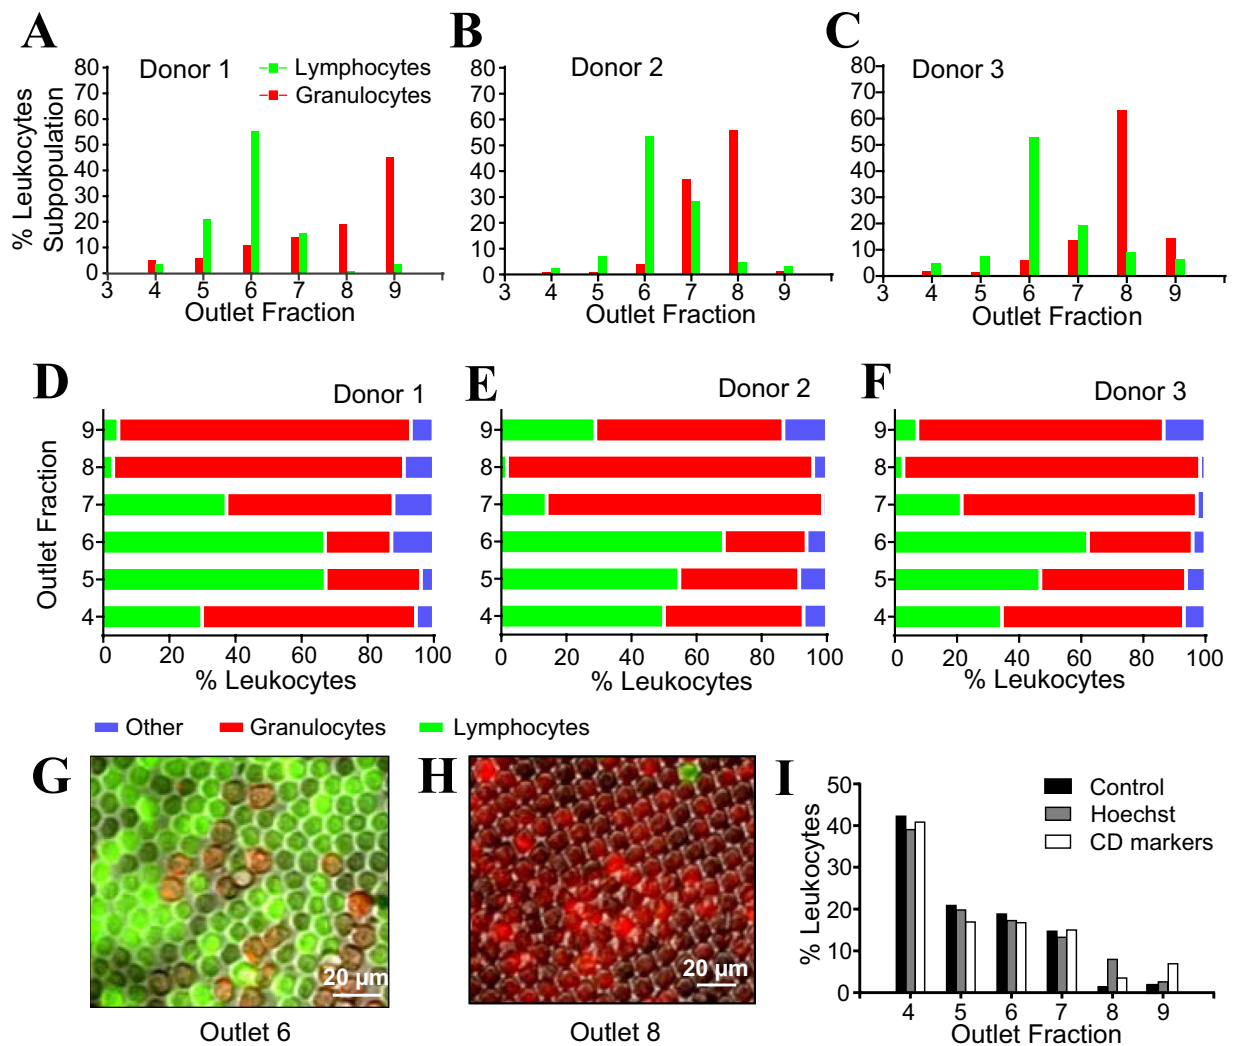 A
Donor 1
Lymphocytes
Granulocytes
% Leukocytes
Subpopulation
80
70
60
50
40
30
20
10
0
3 4 5 6 7 8 9
Outlet Fraction
B
Donor 2
80
70
60
50
40
30
20
10
0
3 4 5 6 7 8 9
Outlet Fraction
C
Donor 3
80
70
60
50
40
30
20
10
0
3 4 5 6 7 8 9
Outlet Fraction
D
Donor 1
Outlet Fraction
9
8
7
6
5
4
0 20 40 60 80 100
% Leukocytes
E
Donor 2
9
8
7
6
5
4
0 20 40 60 80 100
% Leukocytes
F
Donor 3
9
8
7
6
5
4
0 20 40 60 80 100
% Leukocytes
Other Granulocytes Lymphocytes
G
20 µm
Outlet 6
H
20 µm
Outlet 8
I
Control
Hoechst
CD markers
% Leukocytes
50
40
30
20
10
0
4 5 6 7 8 9
Outlet Fraction